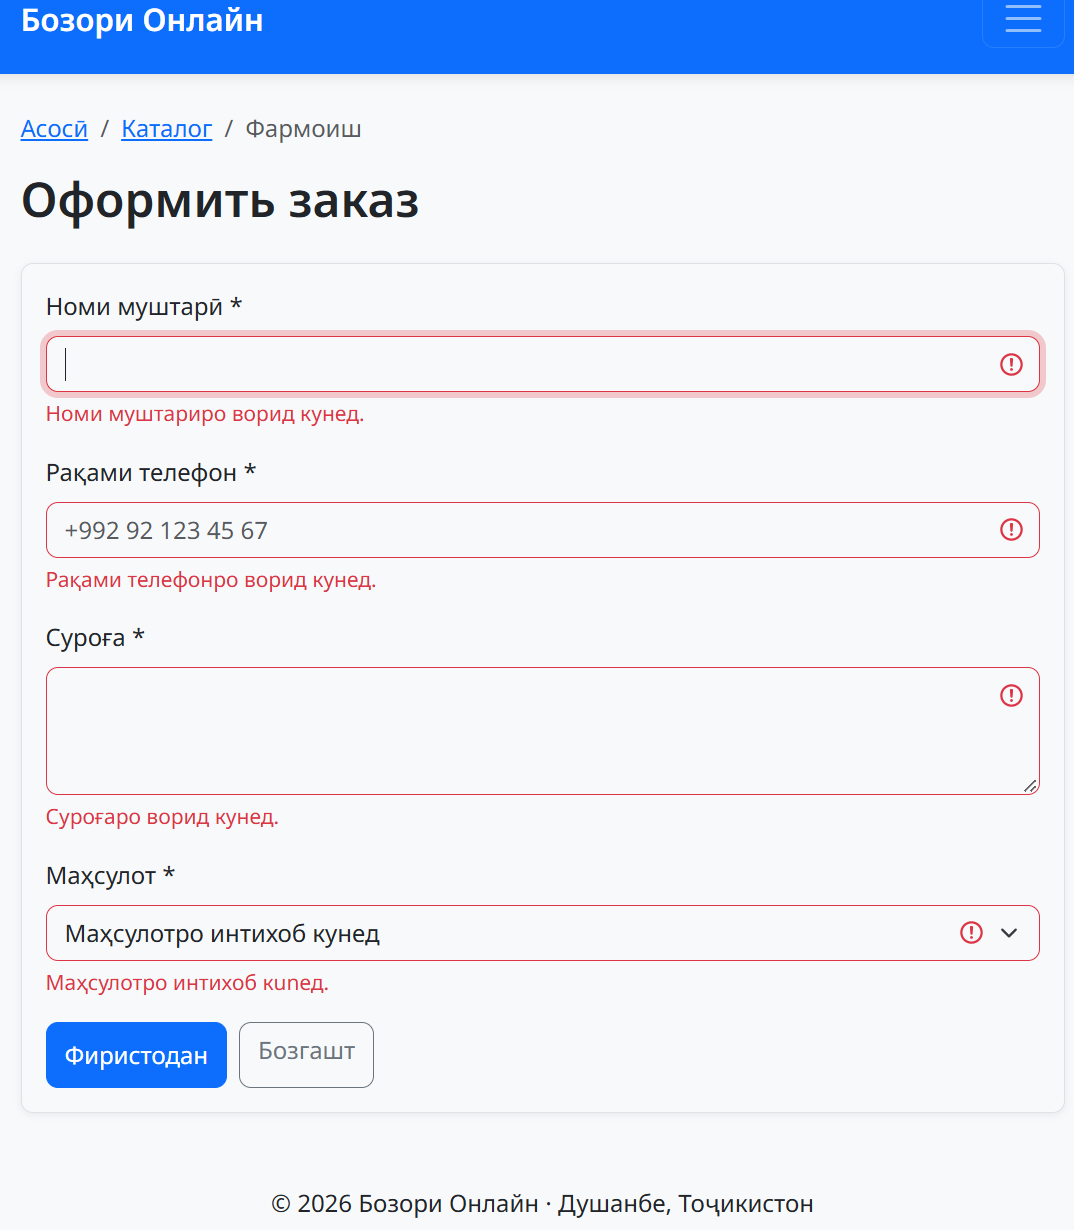 Бозори Онлайн
Асосӣ / Каталог / Фармоиш
Оформить заказ
Номи муштарӣ *
Номи муштариро ворид кунед.
Рақами телефон *
+992 92 123 45 67
Рақами телефонро ворид кунед.
Суроға *
Суроғаро ворид кунед.
Маҳсулот *
Маҳсулотро интихоб кунед
Маҳсулотро интихоб кunед.
Фиристодан
Бозгашт
© 2026 Бозори Онлайн · Душанбе, Тоҷикистон